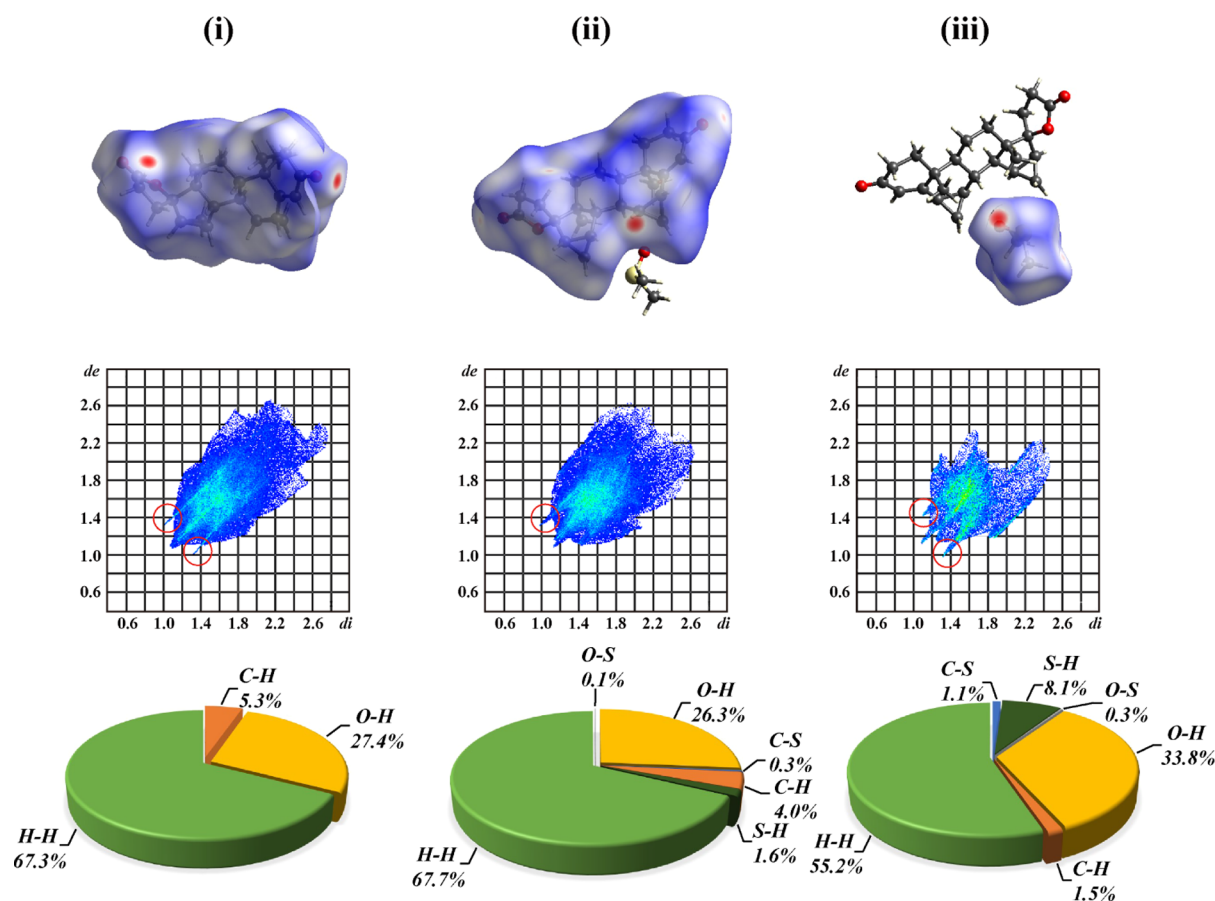 (i) (ii) (iii)
de de de
2.6 2.6 2.6
2.2 2.2 2.2
1.8 1.8 1.8
1.4 1.4 1.4
1.0 1.0 1.0
0.6 0.6 0.6
0.6 1.0 1.4 1.8 2.2 2.6 di 0.6 1.0 1.4 1.8 2.2 2.6 di 0.6 1.0 1.4 1.8 2.2 2.6 di
C-H
5.3%
O-H
27.4%
H-H
67.3%
O-S
0.1%
O-H
26.3%
C-S
0.3%
C-H
4.0%
S-H
1.6%
H-H
67.7%
C-S
1.1%
S-H
8.1%
O-S
0.3%
O-H
33.8%
H-H
55.2%
C-H
1.5%